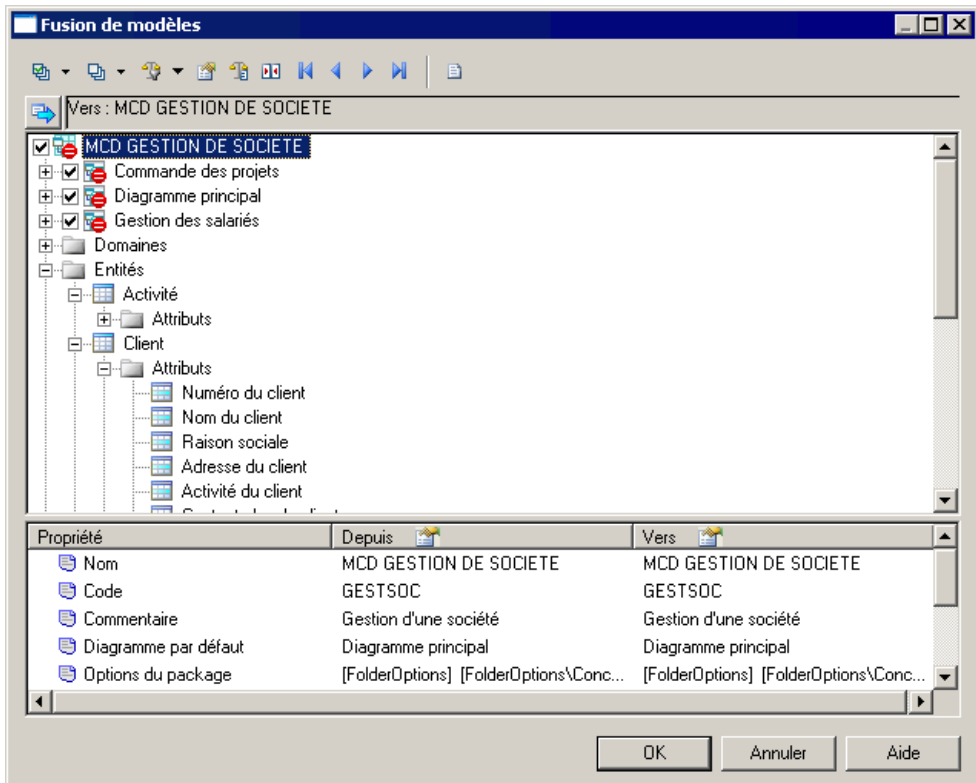 Fusion de modèles
Vers : MCD GESTION DE SOCIETE
MCD GESTION DE SOCIETE
Commande des projets
Diagramme principal
Gestion des salariés
Domaines
Entités
Activité
Attributs
Client
Attributs
Numéro du client
Nom du client
Raison sociale
Adresse du client
Activité du client
Propriété Depuis Vers
Nom MCD GESTION DE SOCIETE MCD GESTION DE SOCIETE
Code GESTSOC GESTSOC
Commentaire Gestion d'une société Gestion d'une société
Diagramme par défaut Diagramme principal Diagramme principal
Options du package [FolderOptions] [FolderOptions\Conc... [FolderOptions] [FolderOptions\Conc...
OK Annuler Aide